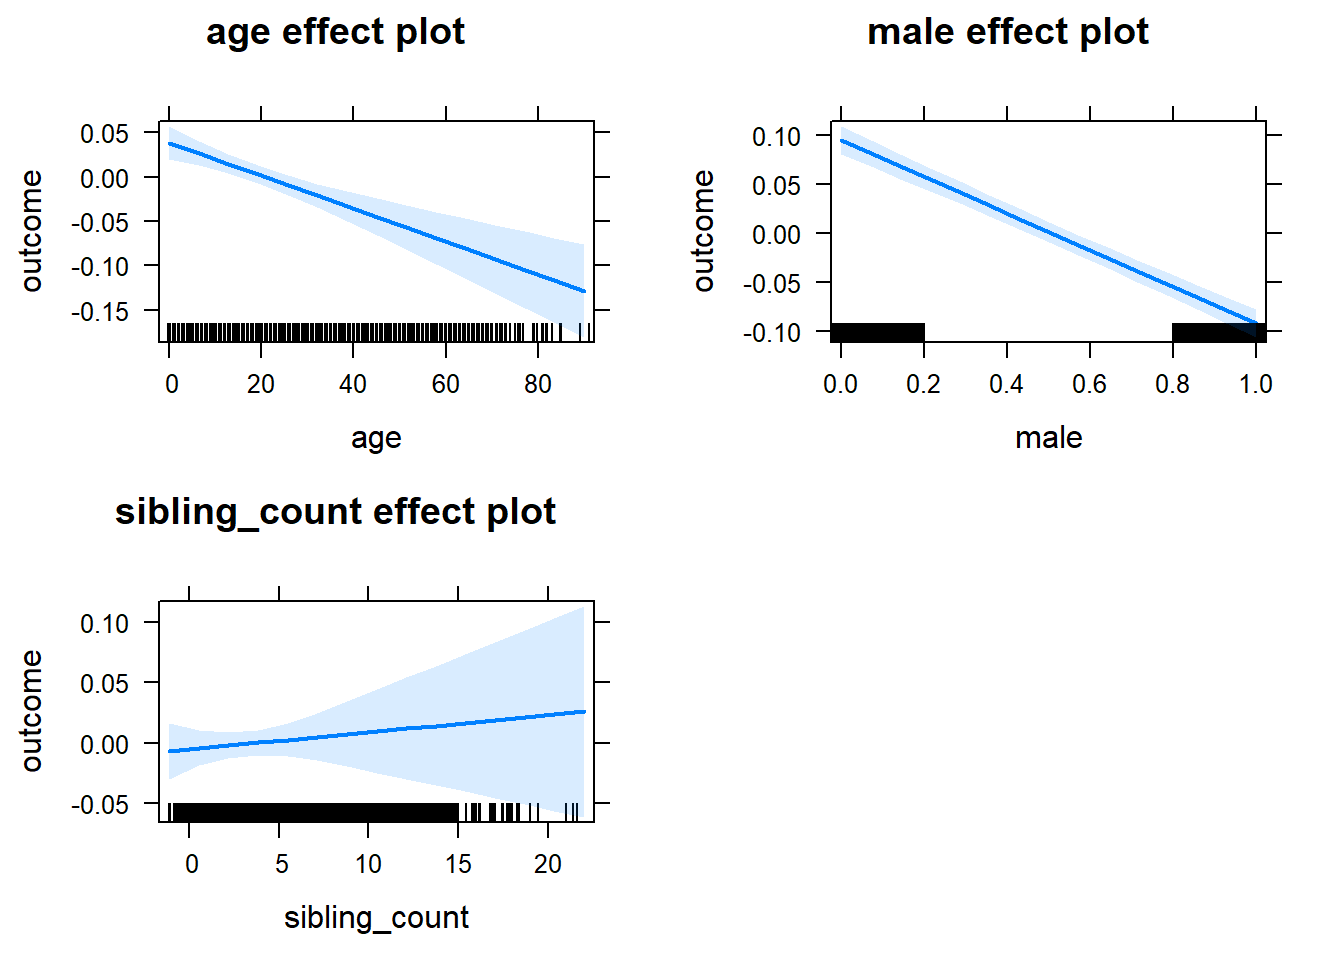 age effect plot
outcome
0.05
0.00
-0.05
-0.10
-0.15
0 20 40 60 80
age
male effect plot
outcome
0.10
0.05
0.00
-0.05
-0.10
0.0 0.2 0.4 0.6 0.8 1.0
male
sibling_count effect plot
outcome
0.10
0.05
0.00
-0.05
0 5 10 15 20
sibling_count